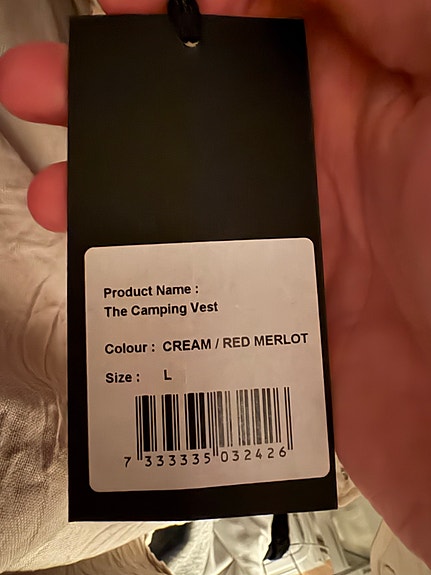 Product Name :
The Camping Vest
Colour : CREAM / RED MERLOT
Size : L
7 333335 032426